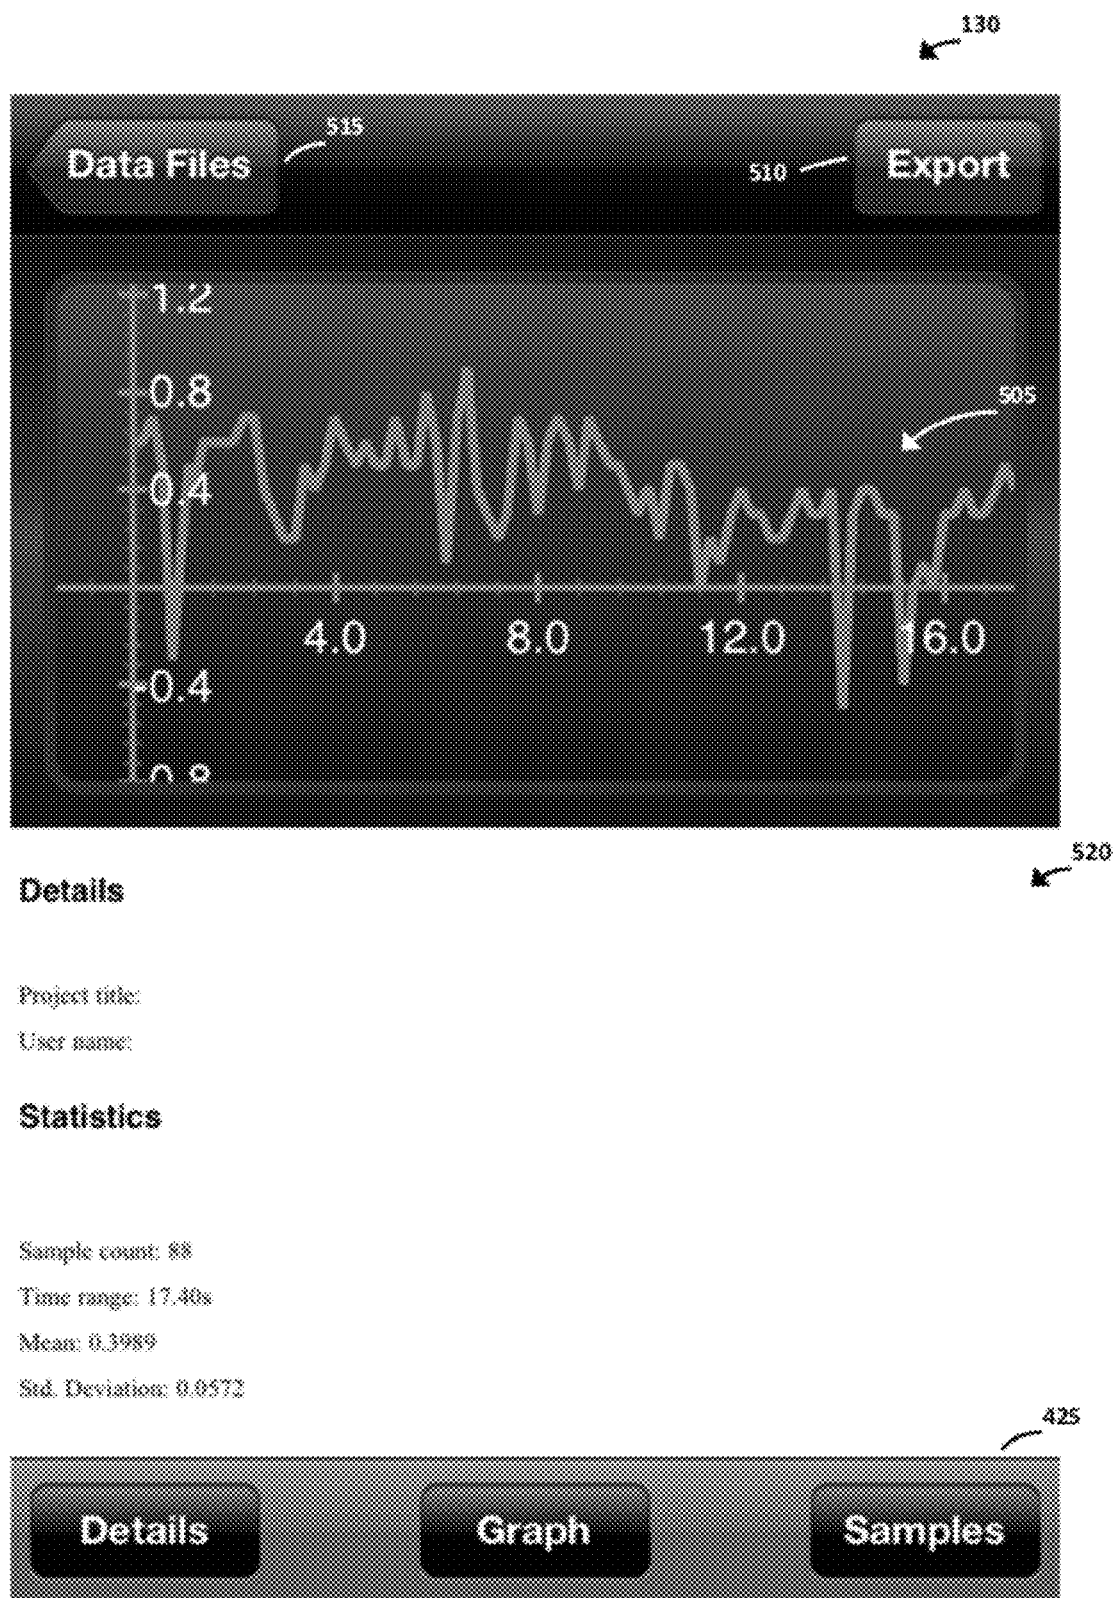 130
515
Data Files
510
Export
1.2
0.8
505
0.4
4.0
8.0
12.0
16.0
-0.4
0.8
520
Details
Project title:
User name:
Statistics
Sample count: 88
Time range: 17.40s
Mean: 0.3989
Std. Deviation: 0.0572
425
Details
Graph
Samples